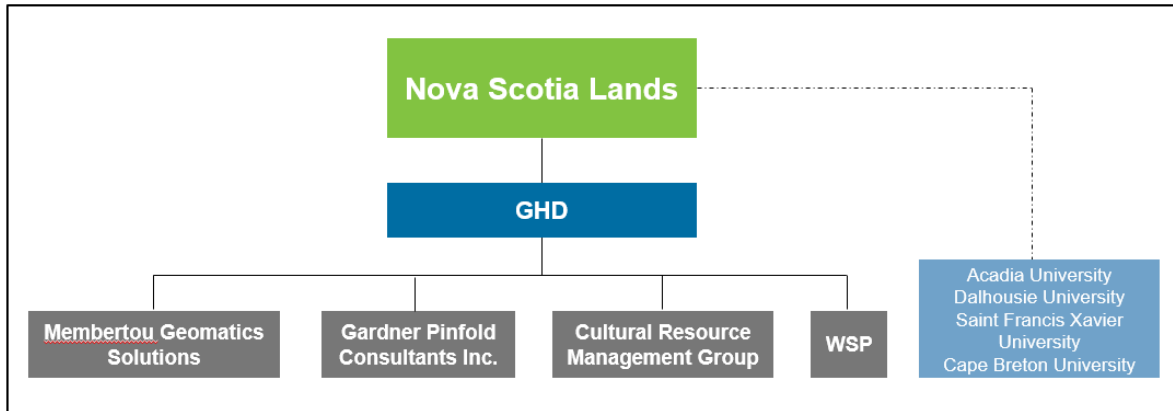 Nova Scotia Lands
GHD
Membertou Geomatics
Solutions
Gardner Pinfold
Consultants Inc.
Cultural Resource
Management Group
WSP
Acadia University
Dalhousie University
Saint Francis Xavier
University
Cape Breton University